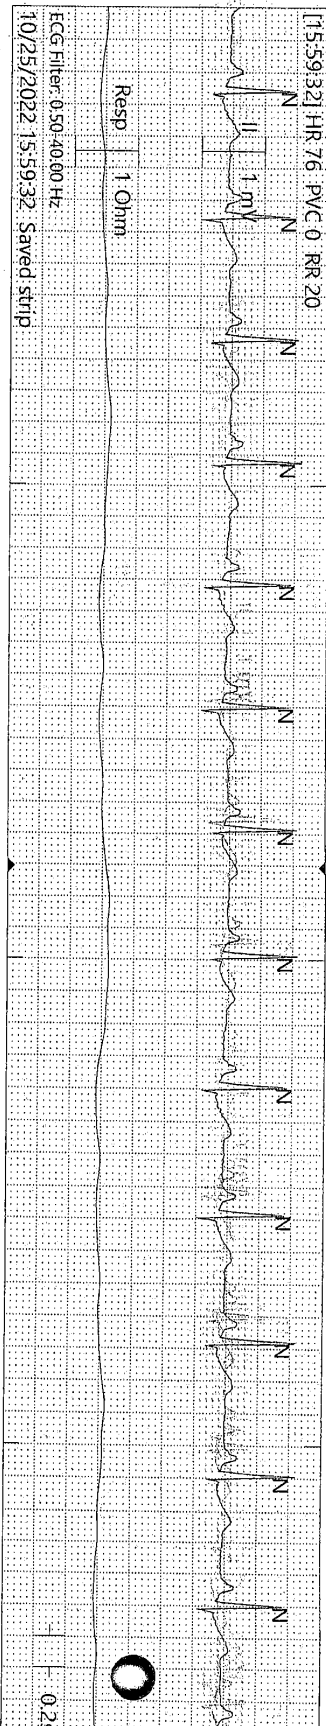 [15:59:32] HR 76 PVC 0 RR 20
N N N N N N N N N N N N N
II 1 mV
Resp 1 Ohm
ECG Filter: 0.50-40.00 Hz
10/25/2022 15:59:32 Saved strip